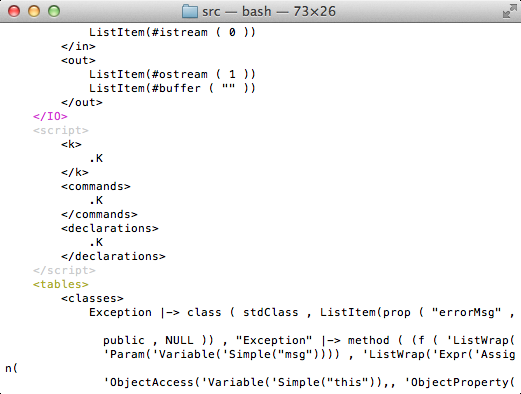 src — bash — 73×26
ListItem(#istream ( 0 ))
</in>
<out>
ListItem(#ostream ( 1 ))
ListItem(#buffer ( "" ))
</out>
</IO>
<script>
<k>
.K
</k>
<commands>
.K
</commands>
<declarations>
.K
</declarations>
</script>
<tables>
<classes>
Exception |-> class ( stdClass , ListItem(prop ( "errorMsg" ,
public , NULL )) , "Exception" |-> method ( (f ( 'ListWrap(
'Param('Variable('Simple("msg")))) , 'ListWrap('Expr('Assig
n(
'ObjectAccess('Variable('Simple("this")),, 'ObjectProperty(